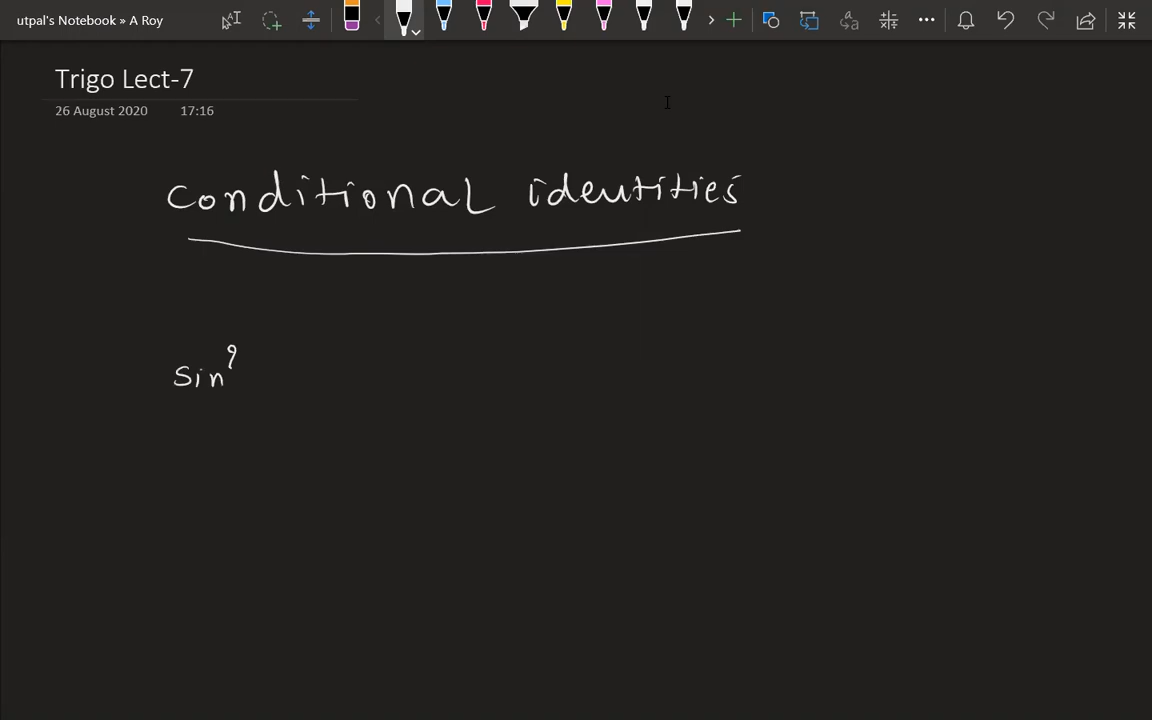 utpal's Notebook » A Roy
Trigo Lect-7
26 August 2020 17:16
conditional identities
sin